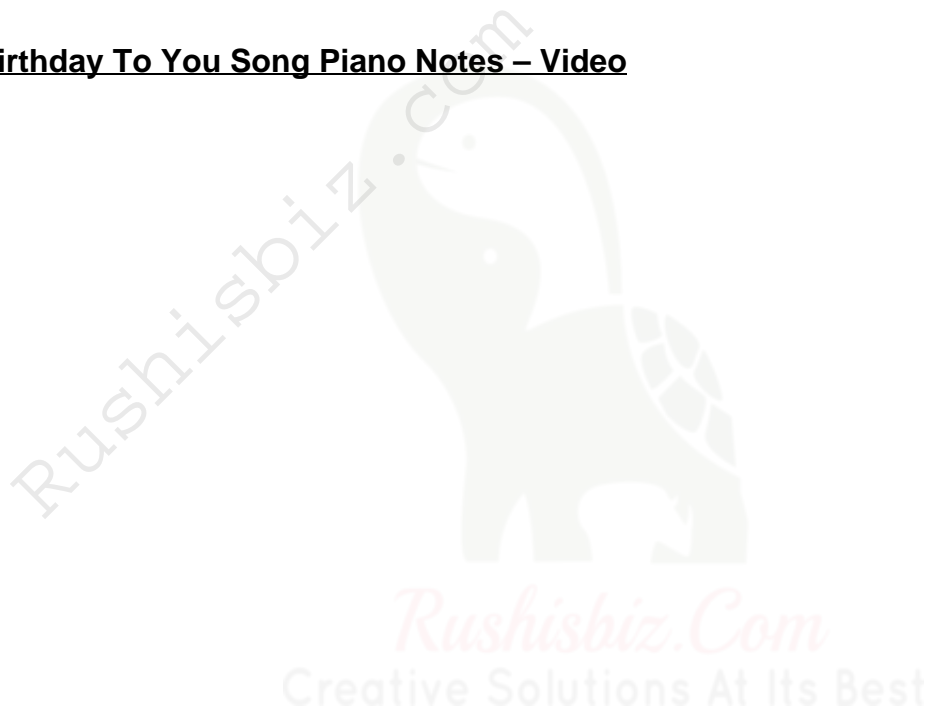 irthday To You Song Piano Notes – Video
Rushisbiz.com
Rushisbiz.Com
Creative Solutions At Its Best